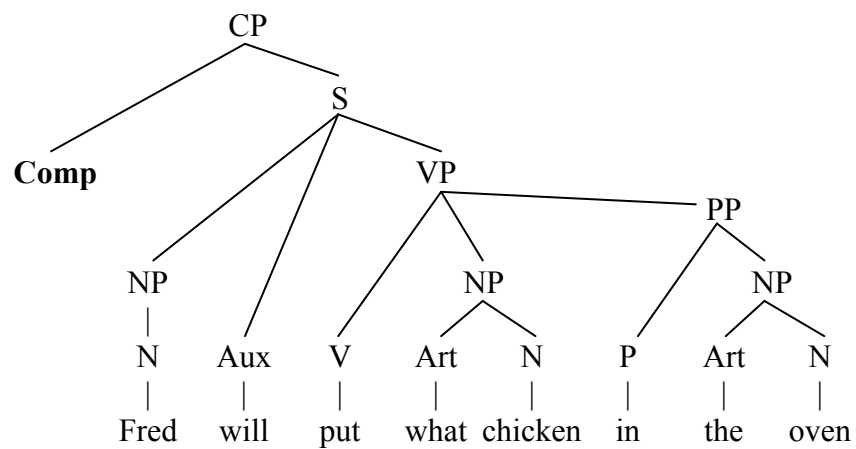 CP
S
Comp
VP
PP
NP NP NP
N Aux V Art N P Art N
Fred will put what chicken in the oven